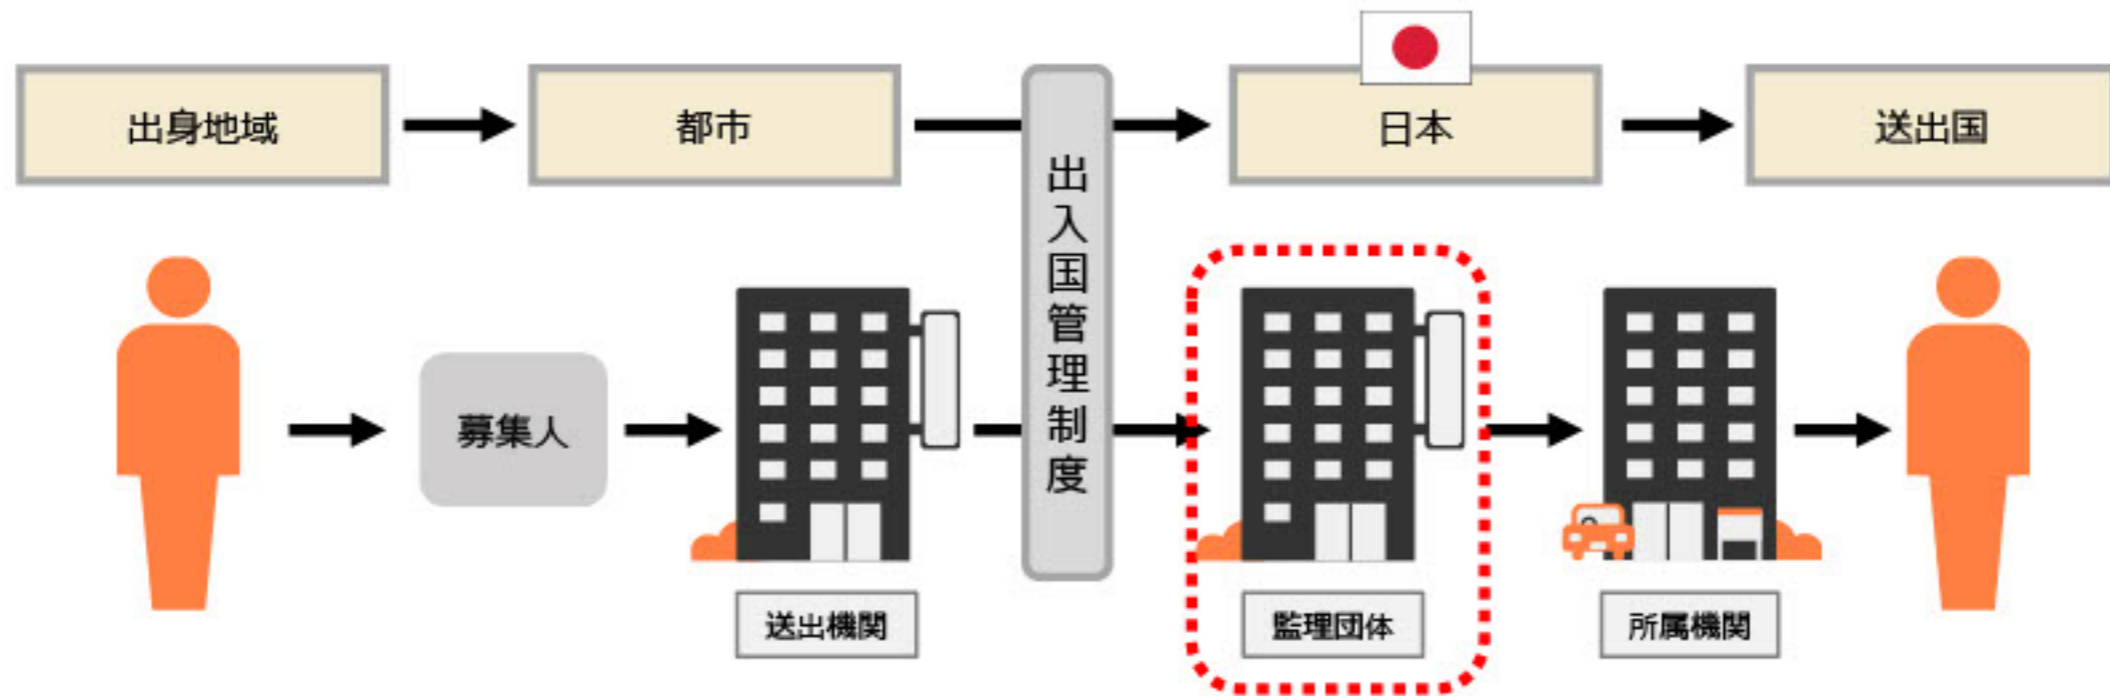 出身地域
都市
日本
送出国
出入国管理制度
募集人
送出機関
監理団体
所属機関